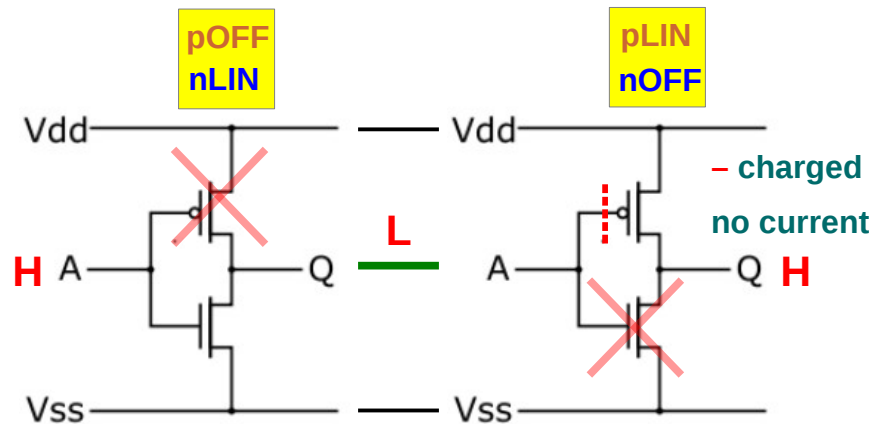 pOFF
nLIN
pLIN
nOFF
Vdd
Vdd
– charged
no current
L
H A
Q
A
Q H
Vss
Vss